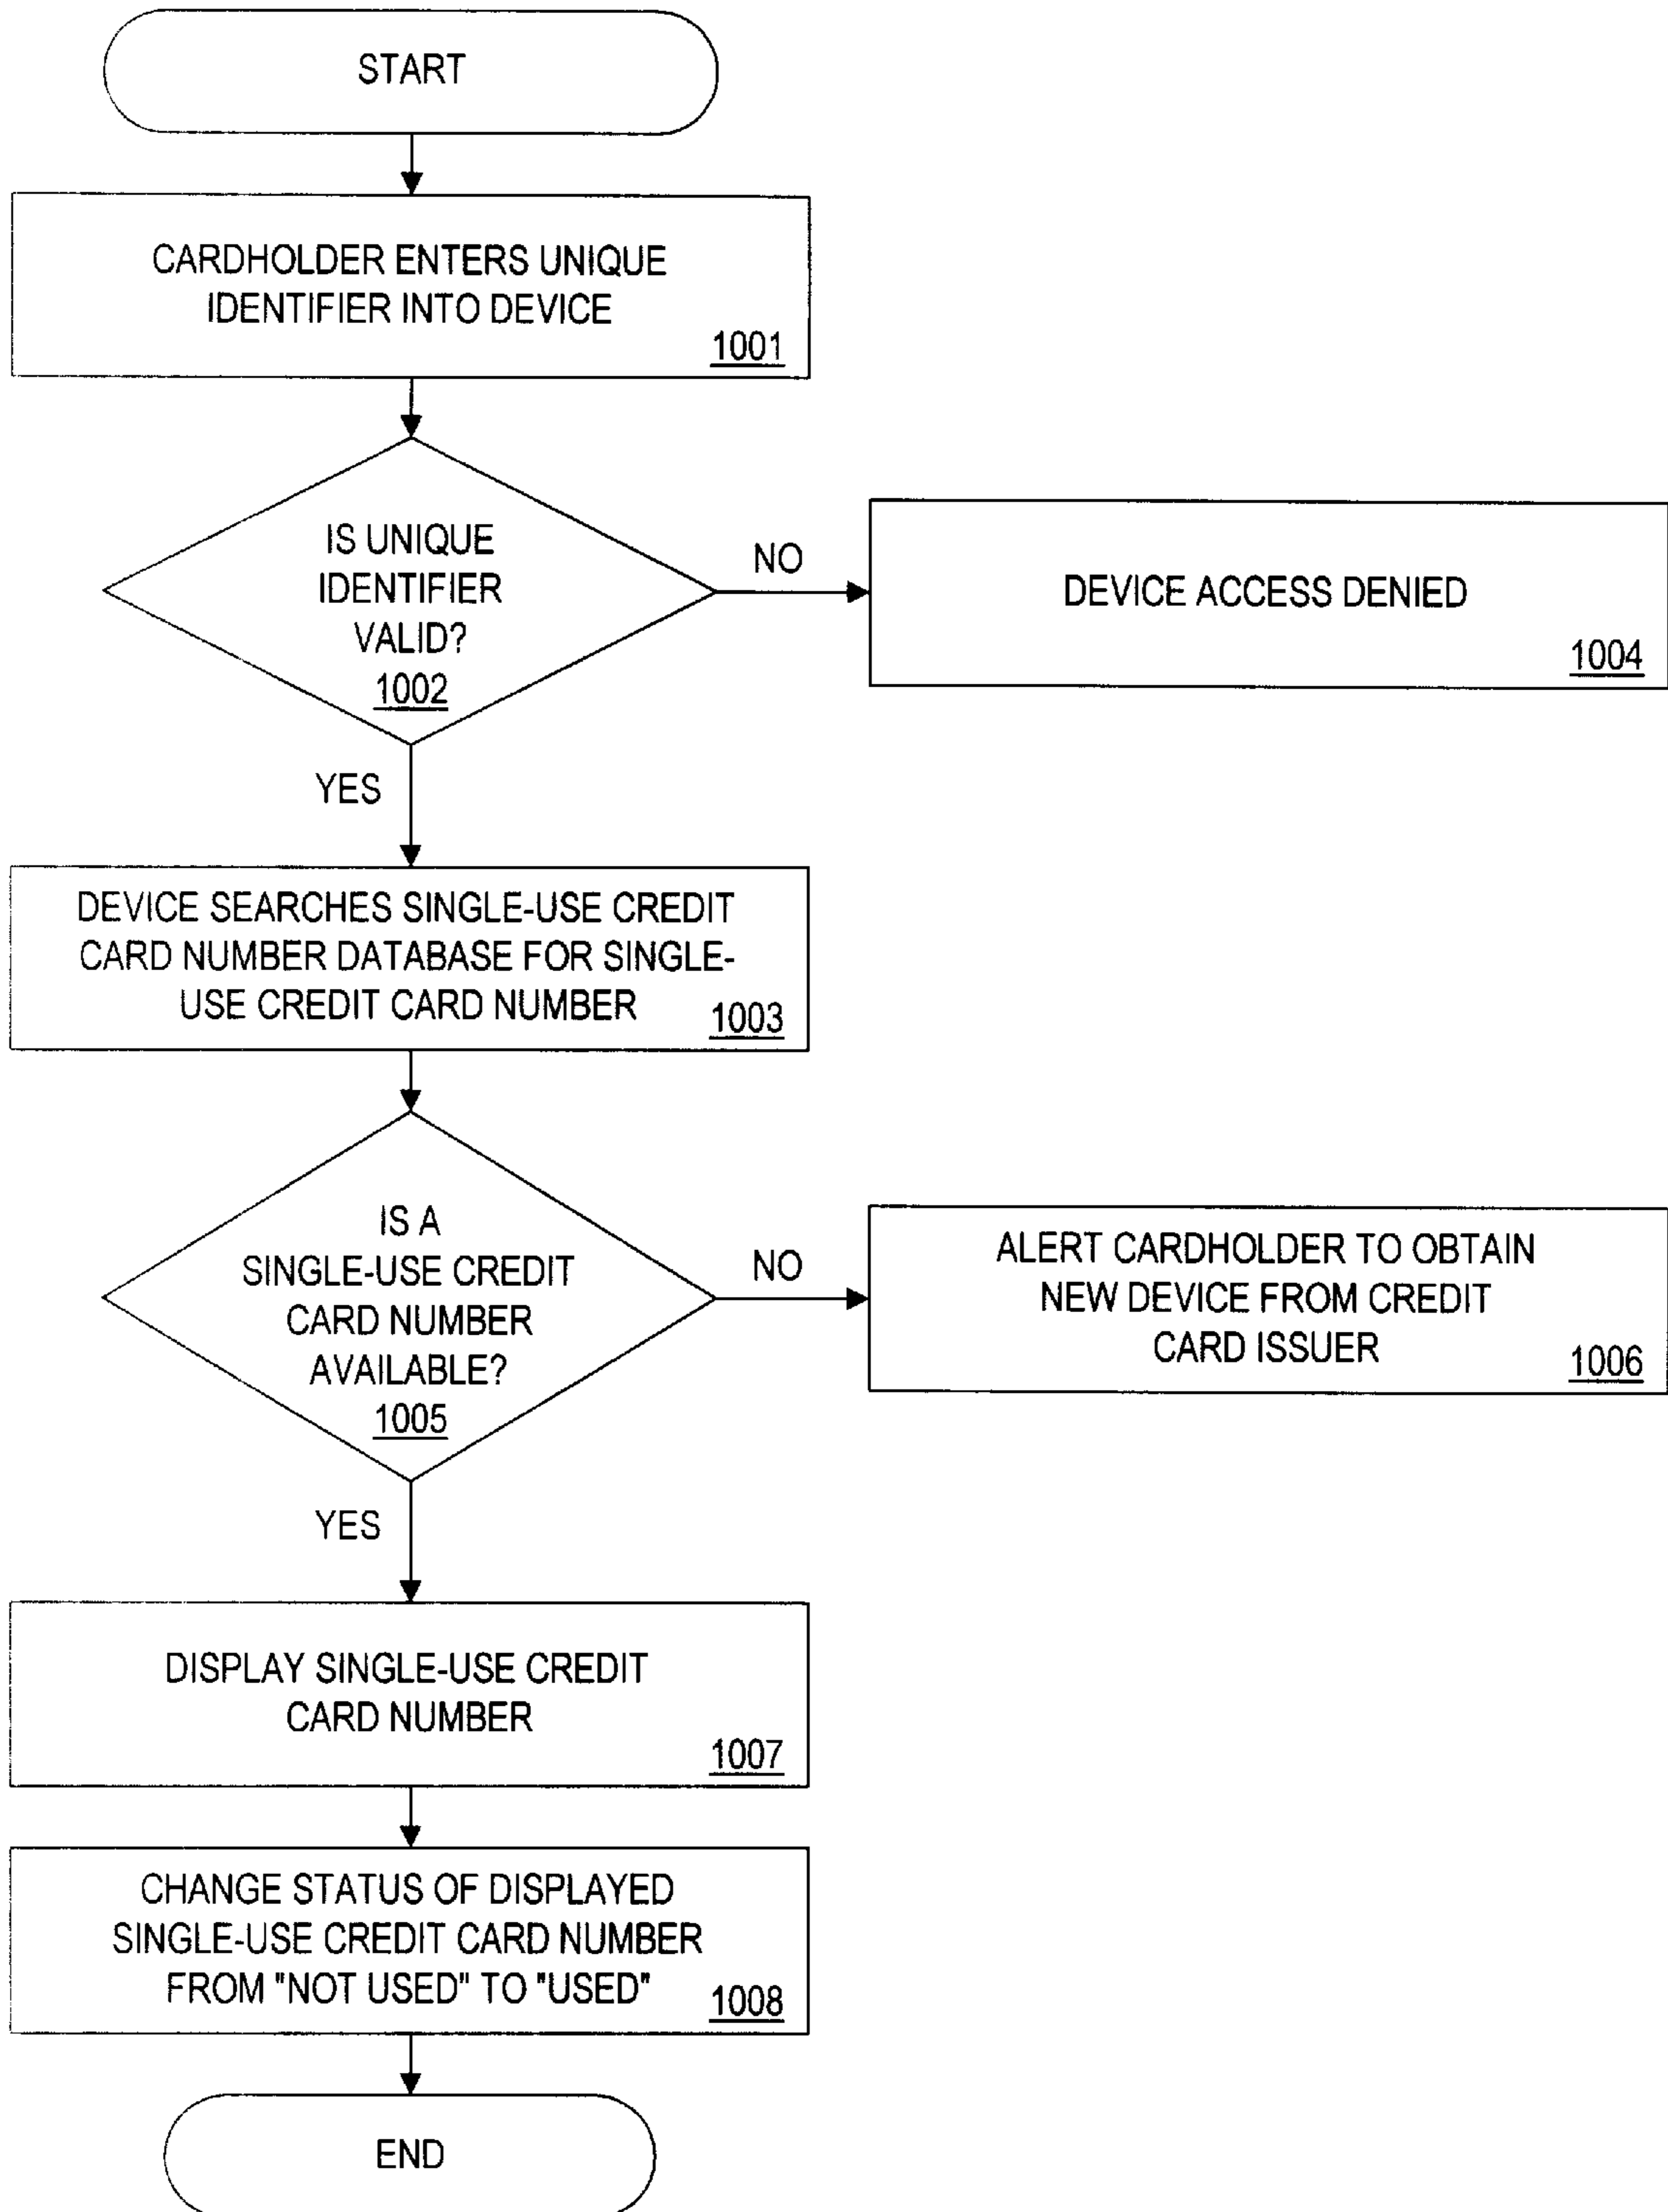 START
CARDHOLDER ENTERS UNIQUE
IDENTIFIER INTO DEVICE
1001
IS UNIQUE
IDENTIFIER
VALID?
1002
NO
DEVICE ACCESS DENIED
1004
YES
DEVICE SEARCHES SINGLE-USE CREDIT
CARD NUMBER DATABASE FOR SINGLE-
USE CREDIT CARD NUMBER
1003
IS A
SINGLE-USE CREDIT
CARD NUMBER
AVAILABLE?
1005
NO
ALERT CARDHOLDER TO OBTAIN
NEW DEVICE FROM CREDIT
CARD ISSUER
1006
YES
DISPLAY SINGLE-USE CREDIT
CARD NUMBER
1007
CHANGE STATUS OF DISPLAYED
SINGLE-USE CREDIT CARD NUMBER
FROM "NOT USED" TO "USED"
1008
END